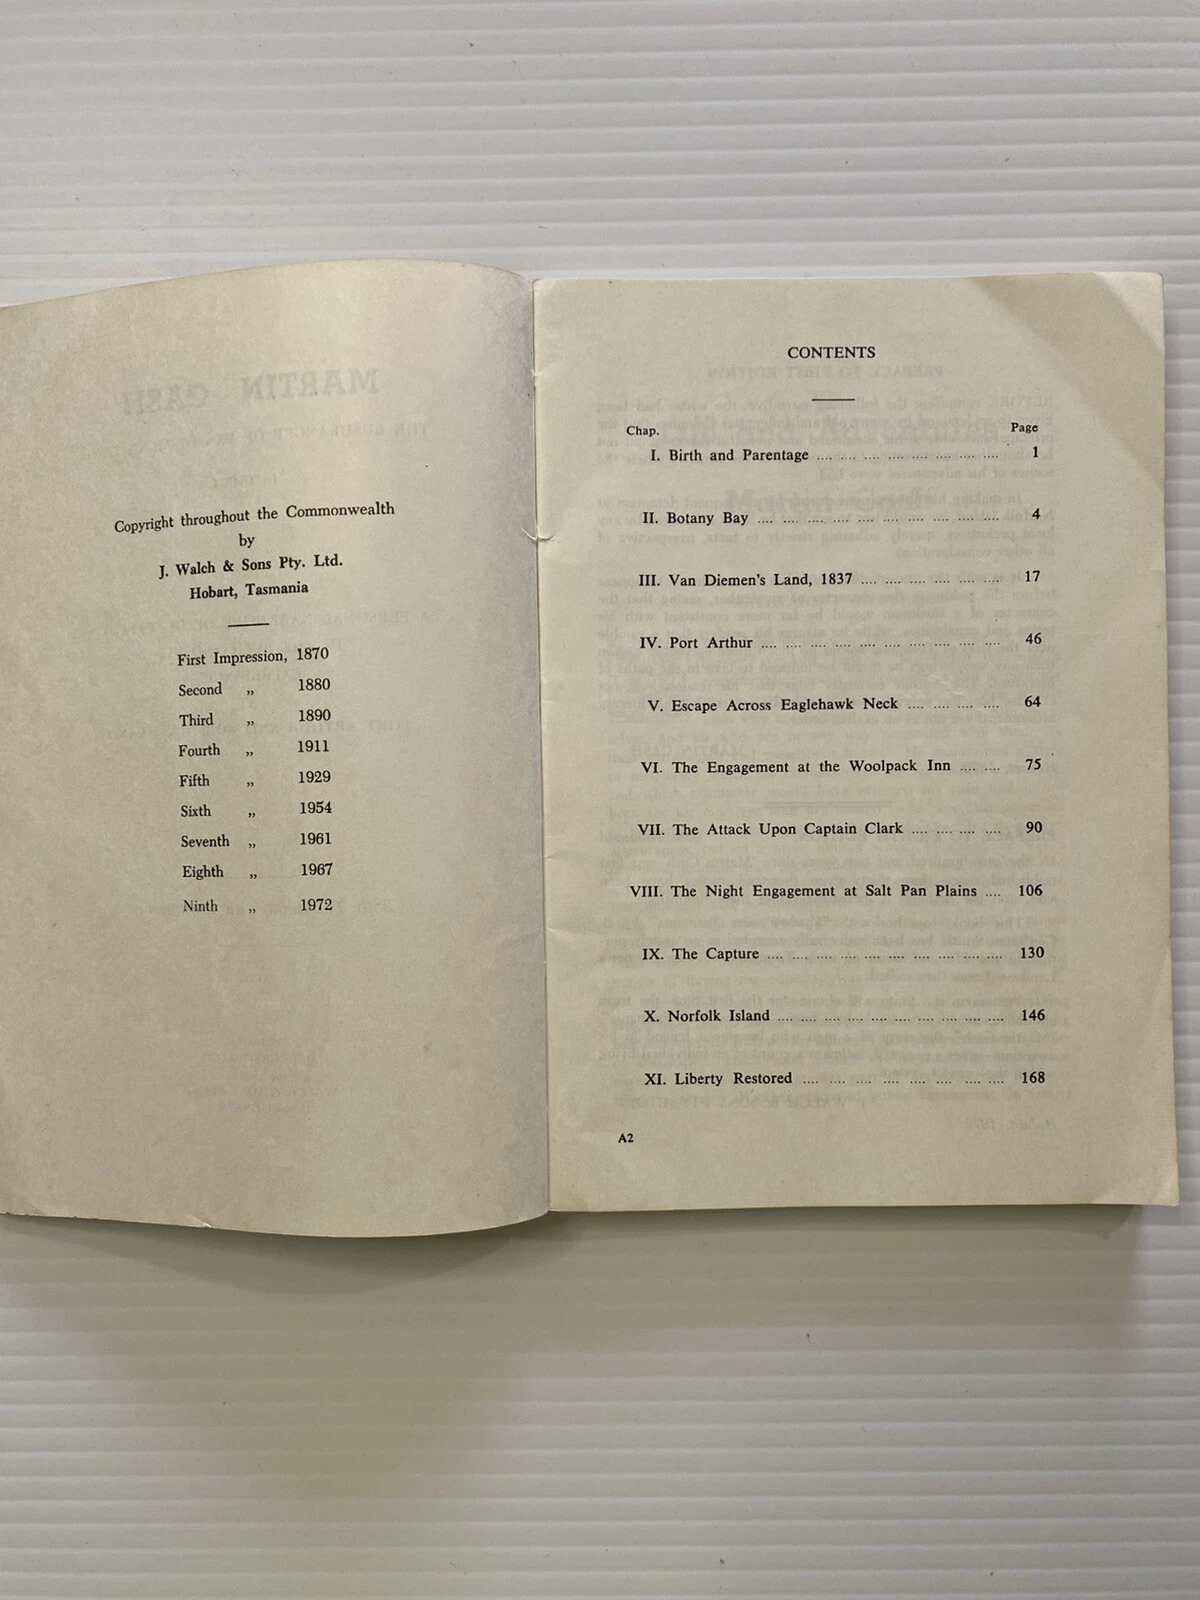 Copyright throughout the Commonwealth
by
J. Walch & Sons Pty. Ltd.
Hobart, Tasmania
First Impression, 1870
Second „ 1880
Third „ 1890
Fourth „ 1911
Fifth „ 1929
Sixth „ 1954
Seventh „ 1961
Eighth „ 1967
Ninth „ 1972
CONTENTS
Chap. Page
I. Birth and Parentage .... .... .... .... .... .... .... .... 1
II. Botany Bay .... .... .... .... .... .... .... .... .... .... 4
III. Van Diemen's Land, 1837 .... .... .... .... .... .... 17
IV. Port Arthur .... .... .... .... .... .... .... .... .... .... 46
V. Escape Across Eaglehawk Neck .... .... .... .... 64
VI. The Engagement at the Woolpack Inn .... .... 75
VII. The Attack Upon Captain Clark .... .... .... .... 90
VIII. The Night Engagement at Salt Pan Plains .... 106
IX. The Capture .... .... .... .... .... .... .... .... .... .... 130
X. Norfolk Island .... .... .... .... .... .... .... .... .... .... 146
XI. Liberty Restored .... .... .... .... .... .... .... .... .... 168
A2